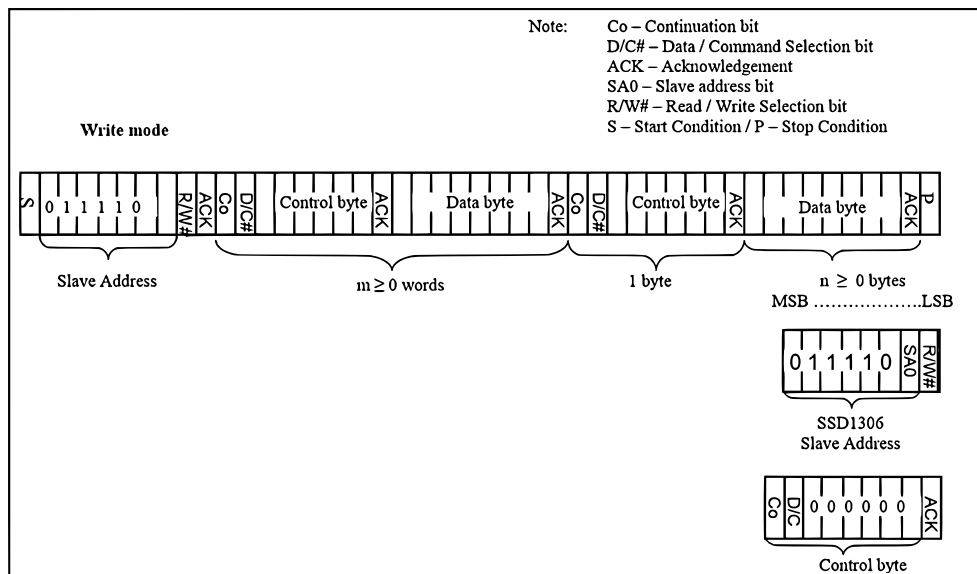 Note: Co – Continuation bit
D/C# – Data / Command Selection bit
ACK – Acknowledgement
SA0 – Slave address bit
R/W# – Read / Write Selection bit
S – Start Condition / P – Stop Condition
Write mode
S 0 1 1 1 1 0 R/W# ACK Co D/C# Control byte ACK Data byte ACK Co D/C# Control byte ACK Data byte ACK P
Slave Address m ≥ 0 words 1 byte n ≥ 0 bytes
MSB ………………….LSB
0 1 1 1 1 0 SA0 R/W#
SSD1306
Slave Address
Co D/C 0 0 0 0 0 0 ACK
Control byte